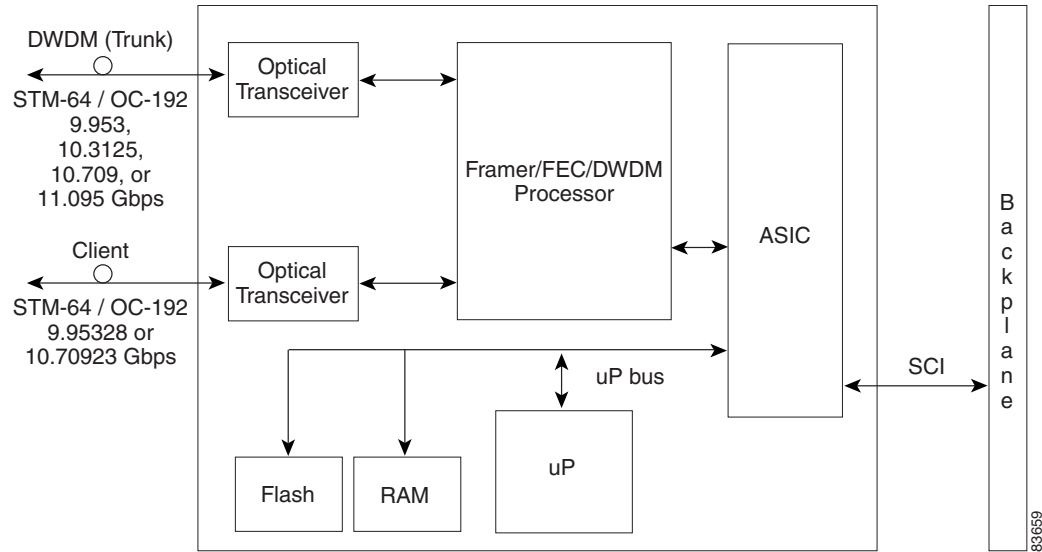 DWDM (Trunk)
STM-64 / OC-192
9.953,
10.3125,
10.709, or
11.095 Gbps
Optical
Transceiver
Framer/FEC/DWDM
Processor
ASIC
Client
STM-64 / OC-192
9.95328 or
10.70923 Gbps
Optical
Transceiver
uP bus
SCI
Backplane
Flash
RAM
uP
83659